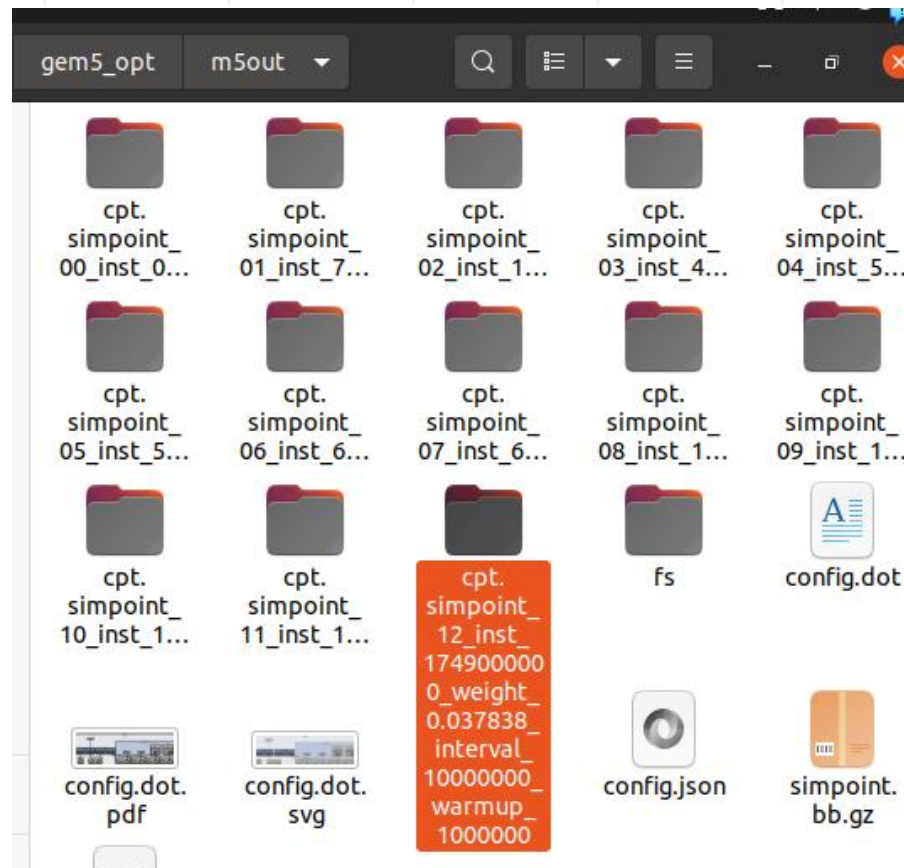 gem5_opt m5out
cpt.
simpoint_
00_inst_0...
cpt.
simpoint_
01_inst_7...
cpt.
simpoint_
02_inst_1...
cpt.
simpoint_
03_inst_4...
cpt.
simpoint_
04_inst_5...
cpt.
simpoint_
05_inst_5...
cpt.
simpoint_
06_inst_6...
cpt.
simpoint_
07_inst_6...
cpt.
simpoint_
08_inst_1...
cpt.
simpoint_
09_inst_1...
cpt.
simpoint_
10_inst_1...
cpt.
simpoint_
11_inst_1...
cpt.
simpoint_
12_inst_
174900000
0_weight_
0.037838_
interval_
10000000_
warmup_
1000000
fs
config.dot
config.dot.
pdf
config.dot.
svg
config.json
simpoint.
bb.gz